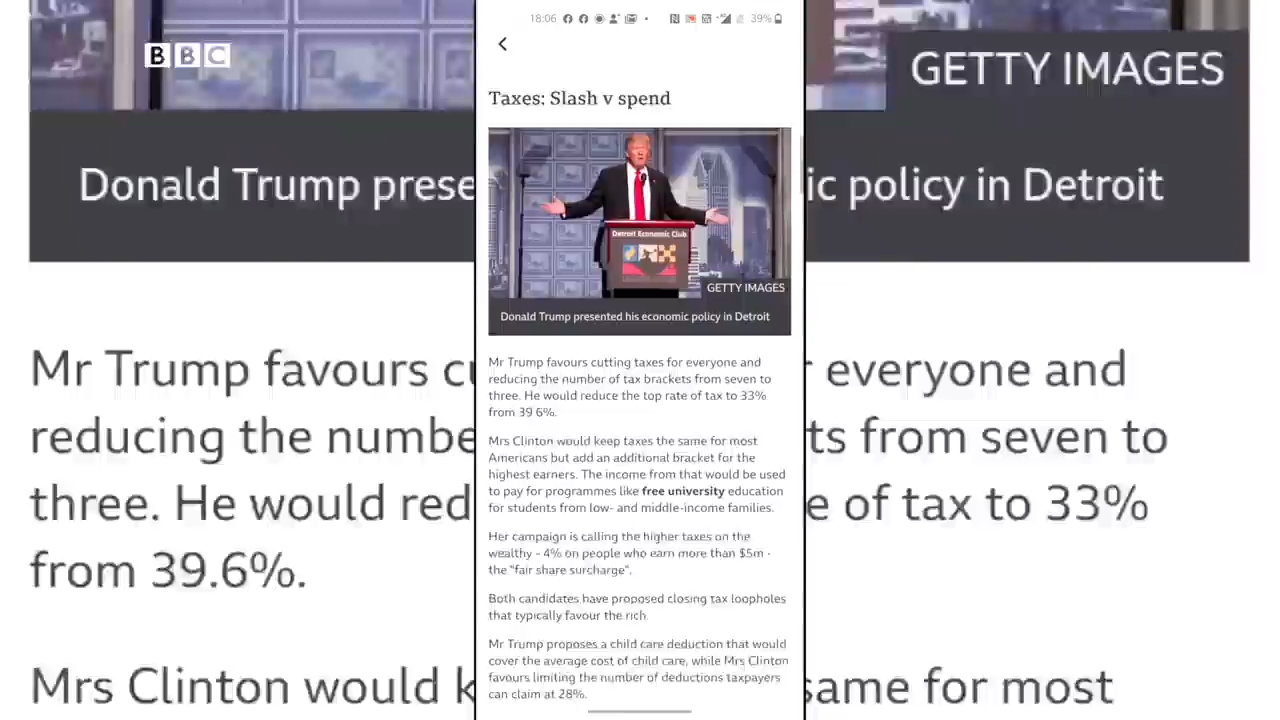 BBC
GETTY IMAGES
Donald Trump prese
ic policy in Detroit
Mr Trump favours cu
r everyone and
reducing the numbe
ts from seven to
three. He would red
e of tax to 33%
from 39.6%.
Mrs Clinton would k
same for most
18:06
39%
Taxes: Slash v spend
Detroit Economic Club
GETTY IMAGES
Donald Trump presented his economic policy in Detroit
Mr Trump favours cutting taxes for everyone and
reducing the number of tax brackets from seven to
three. He would reduce the top rate of tax to 33%
from 39 6%.
Mrs Clinton would keep taxes the same for most
Americans but add an additional bracket for the
highest earners. The income from that would be used
to pay for programmes like free university education
for students from low- and middle-income families.
Her campaign is calling the higher taxes on the
wealthy - 4% on people who earn more than $5m -
the "fair share surcharge".
Both candidates have proposed closing tax loopholes
that typically favour the rich.
Mr Trump proposes a child care deduction that would
cover the average cost of child care, while Mrs Clinton
favours limiting the number of deductions taxpayers
can claim at 28%.